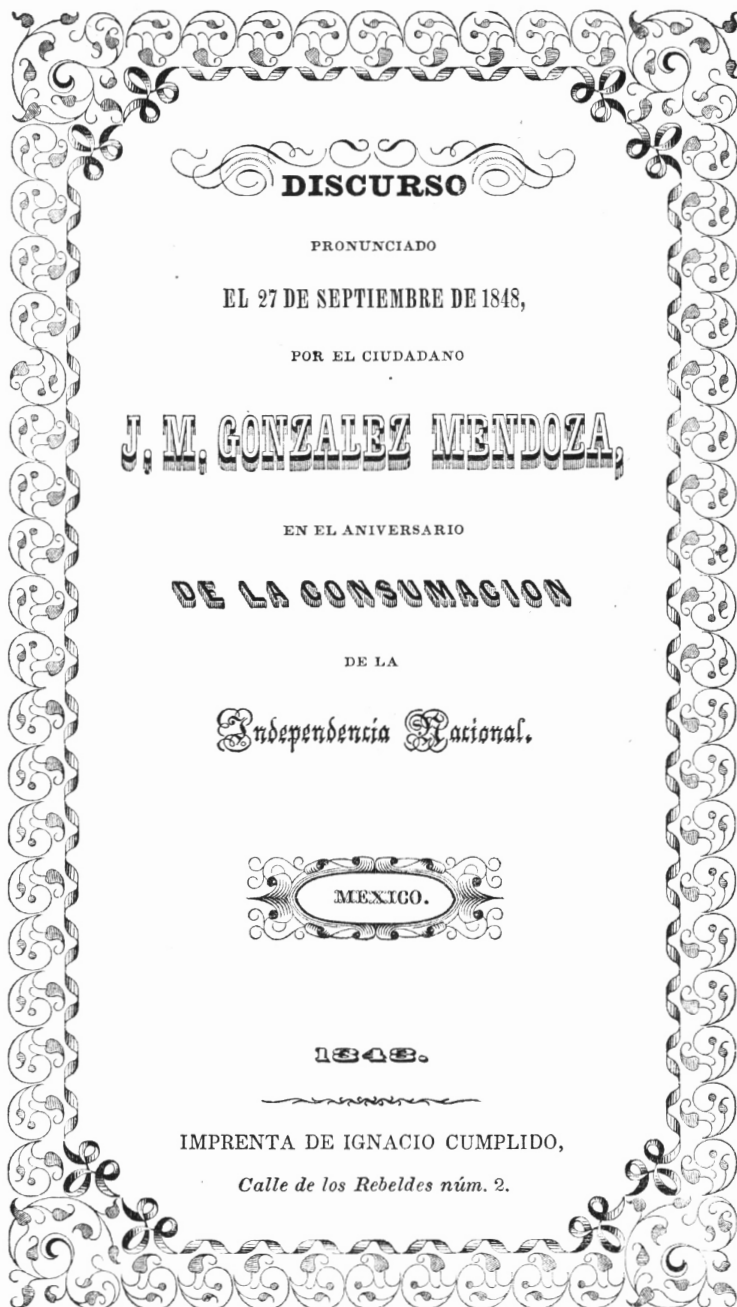 DISCURSO
PRONUNCIADO
EL 27 DE SEPTIEMBRE DE 1848,
POR EL CIUDADANO
J. M. GONZALEZ MENDOZA,
EN EL ANIVERSARIO
DE LA CONSUMACION
DE LA
Independencia Nacional.
MEXICO.
1848.
IMPRENTA DE IGNACIO CUMPLIDO,
Calle de los Rebeldes núm. 2.